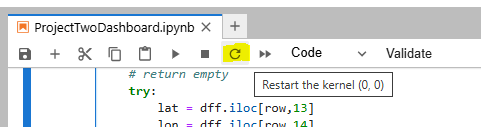 ProjectTwoDashboard.ipynb
Code
Validate
# return empty
Restart the kernel (0, 0)
try:
lat = dff.iloc[row,13]
lon = dff.iloc[row,14]